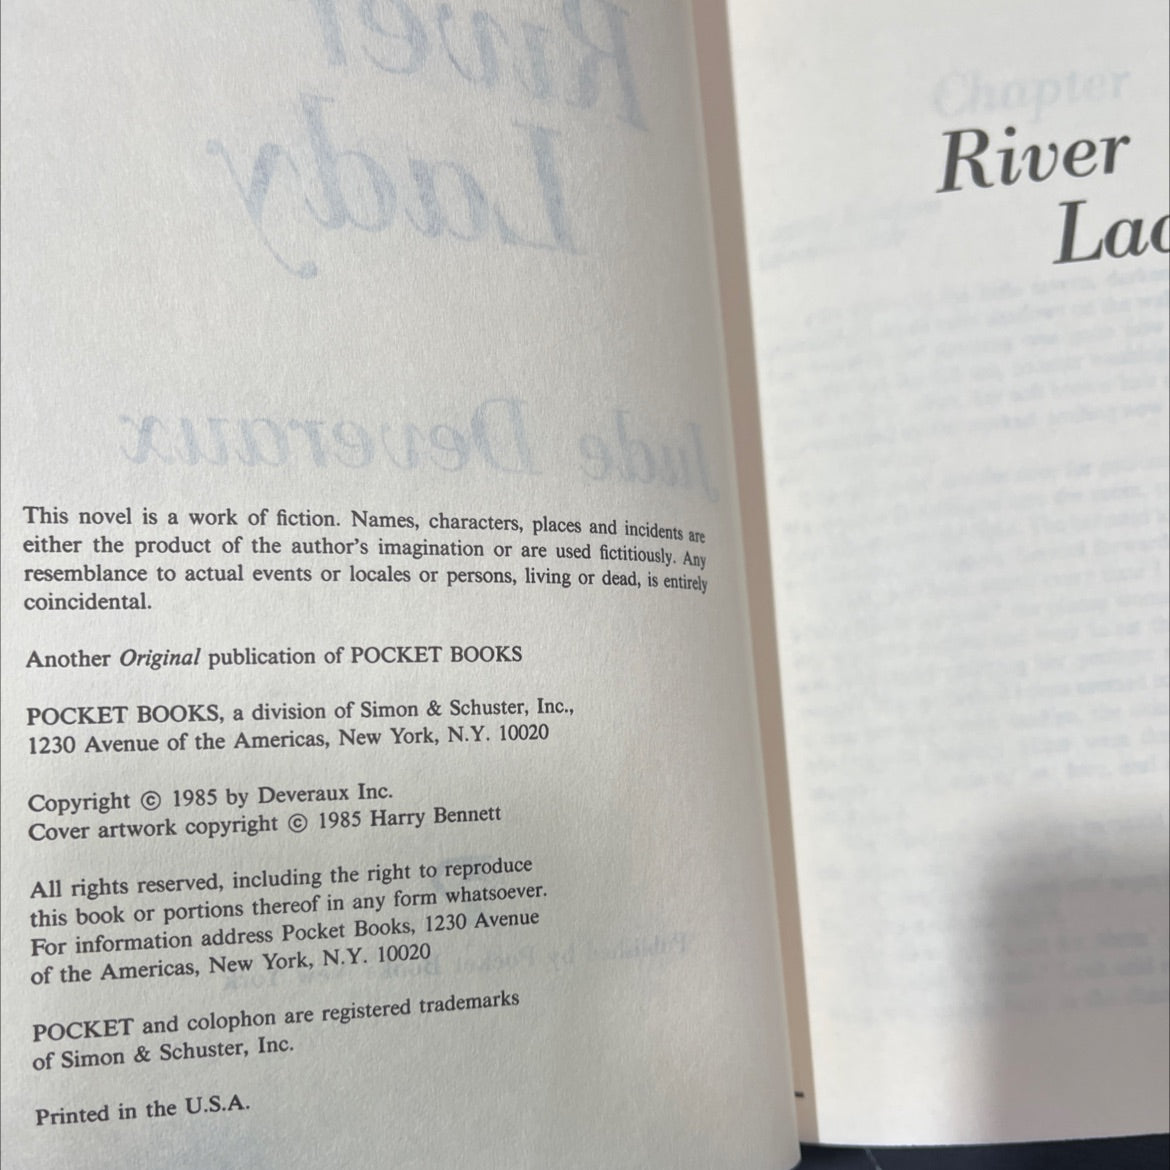 This novel is a work of fiction. Names, characters, places and incidents are
either the product of the author's imagination or are used fictitiously. Any
resemblance to actual events or locales or persons, living or dead, is entirely
coincidental.
Another Original publication of POCKET BOOKS
POCKET BOOKS, a division of Simon & Schuster, Inc.,
1230 Avenue of the Americas, New York, N.Y. 10020
Copyright © 1985 by Deveraux Inc.
Cover artwork copyright © 1985 Harry Bennett
All rights reserved, including the right to reproduce
this book or portions thereof in any form whatsoever.
For information address Pocket Books, 1230 Avenue
of the Americas, New York, N.Y. 10020
POCKET and colophon are registered trademarks
of Simon & Schuster, Inc.
Printed in the U.S.A.
River
Lady
Jude Deveraux
Chapter
River
Lad